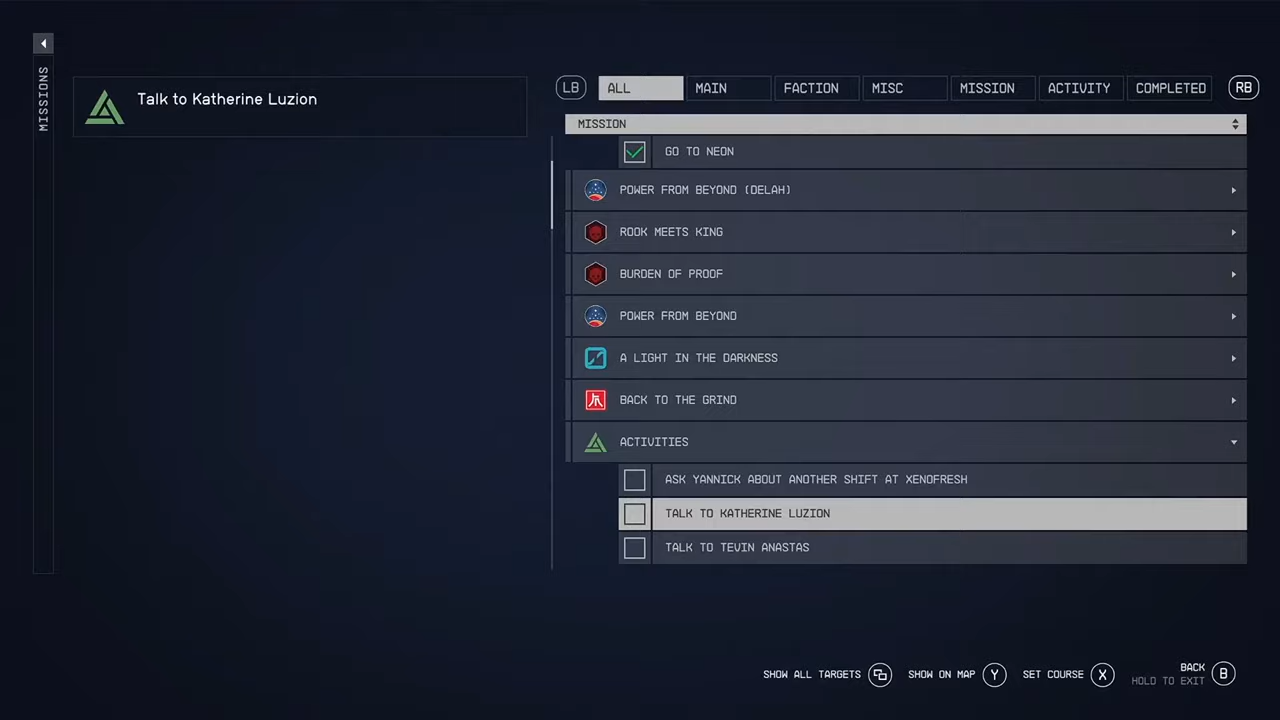 MISSIONS
Talk to Katherine Luzion
LB
ALL
MAIN
FACTION
MISC
MISSION
ACTIVITY
COMPLETED
RB
MISSION
GO TO NEON
POWER FROM BEYOND (DELAH)
ROOK MEETS KING
BURDEN OF PROOF
POWER FROM BEYOND
A LIGHT IN THE DARKNESS
BACK TO THE GRIND
ACTIVITIES
ASK YANNICK ABOUT ANOTHER SHIFT AT XENOFRESH
TALK TO KATHERINE LUZION
TALK TO TEVIN ANASTAS
SHOW ALL TARGETS
SHOW ON MAP Y
SET COURSE X
BACK B
HOLD TO EXIT